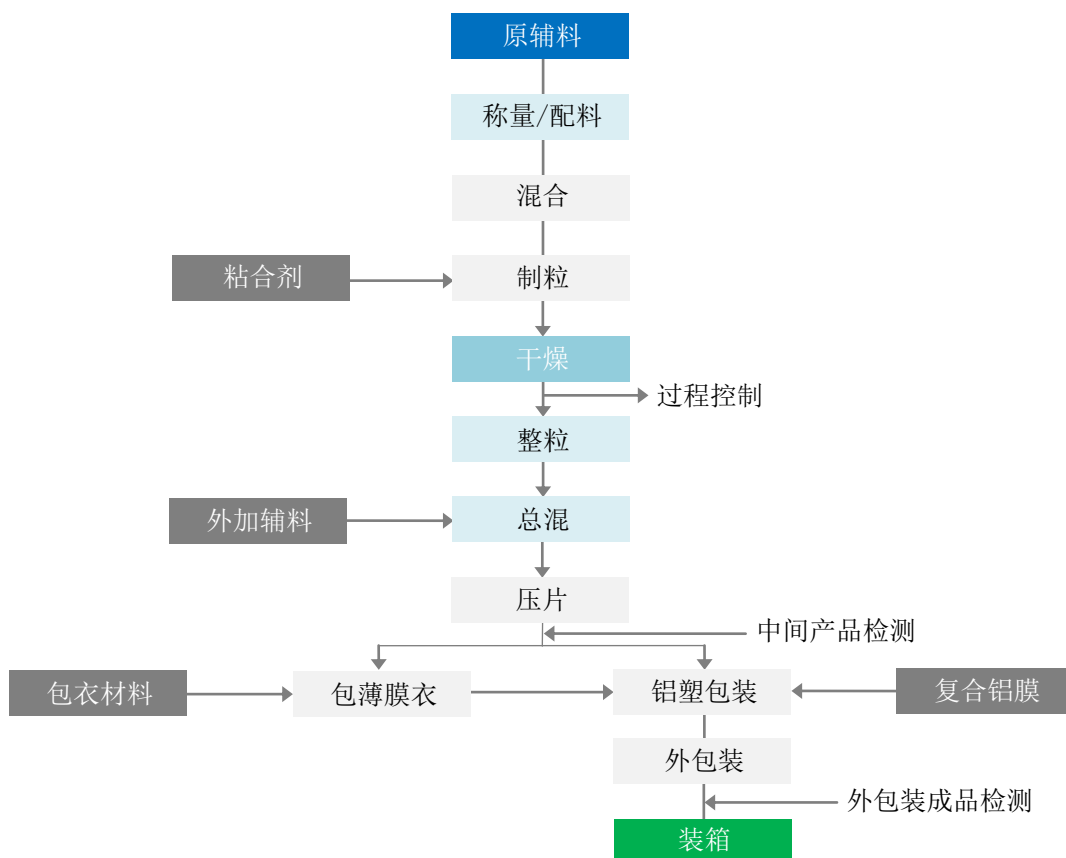 原辅料
称量/配料
混合
粘合剂
制粒
干燥
过程控制
整粒
外加辅料
总混
压片
中间产品检测
包衣材料
包薄膜衣
铝塑包装
复合铝膜
外包装
外包装成品检测
装箱